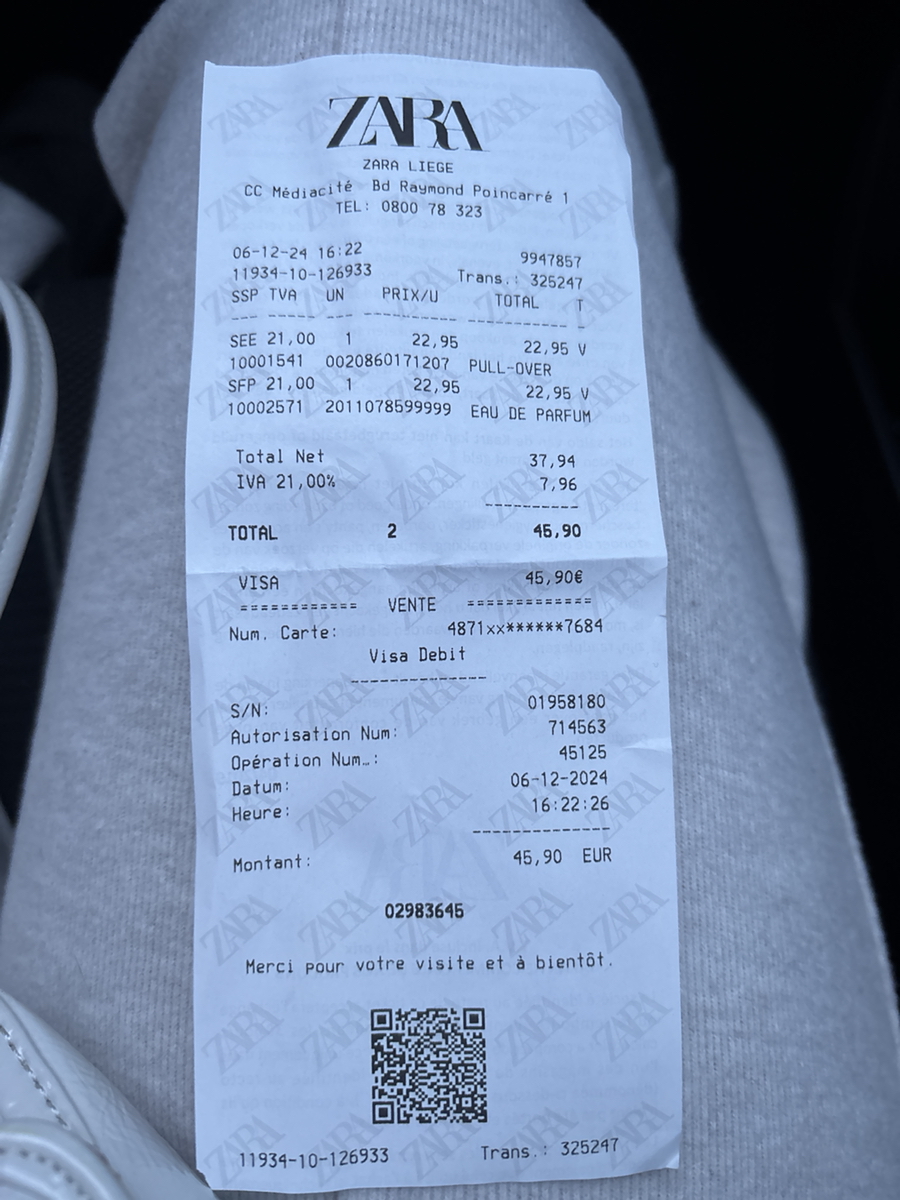 ZARA
ZARA LIEGE
CC Médiacité Bd Raymond Poincarré 1
TEL: 0800 78 323
06-12-24 16:22 9947857
11934-10-126933 Trans.: 325247
SSP TVA UN PRIX/U TOTAL T
--- ----- --- ---------- ----------- --
SEE 21,00 1 22,95 22,95 V
10001541 0020860171207 PULL-OVER
SFP 21,00 1 22,95 22,95 V
10002571 2011078599999 EAU DE PARFUM
Total Net 37,94
IVA 21,00% 7,96
----------
TOTAL 2 45,90
VISA 45,90€
============ VENTE =============
Num. Carte: 4871xx******7684
Visa Debit
---------------
S/N: 01958180
Autorisation Num: 714563
Opération Num…: 45125
Datum: 06-12-2024
Heure: 16:22:26
---------------
Montant: 45,90 EUR
02983645
Merci pour votre visite et à bientôt.
11934-10-126933 Trans.: 325247